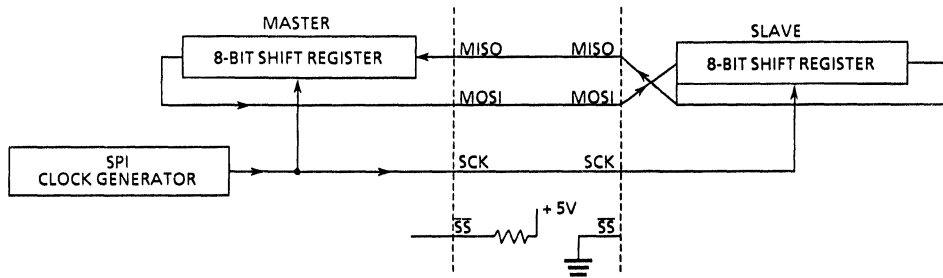 MASTER
8-BIT SHIFT REGISTER
MISO MISO
SLAVE
8-BIT SHIFT REGISTER
MOSI MOSI
SPI
CLOCK GENERATOR
SCK SCK
SS + 5V SS